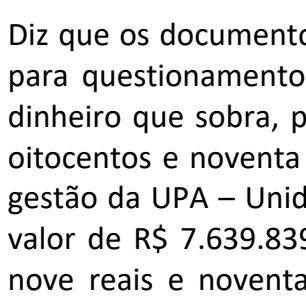 Diz que os documento
para questionamento
dinheiro que sobra, p
oitocentos e noventa
gestão da UPA – Unid
valor de R$ 7.639.839
nove reais e noventa